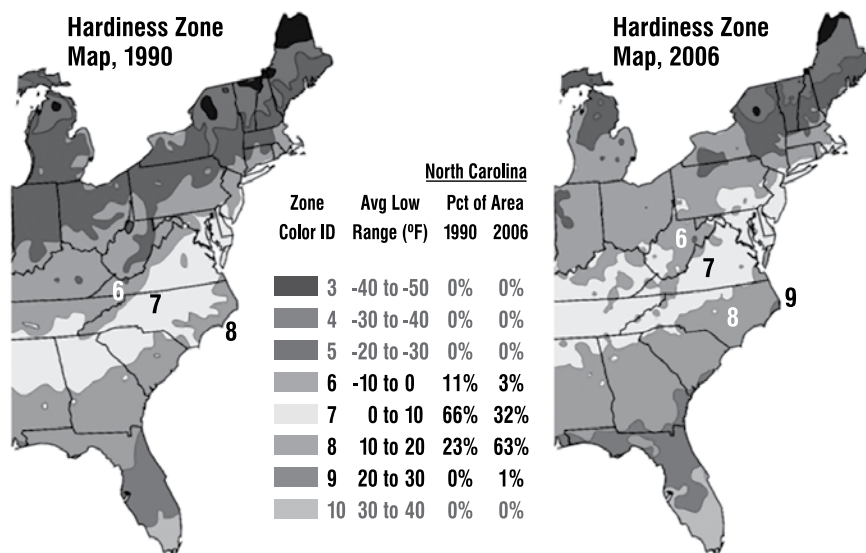 Hardiness Zone
Map, 1990
6
7
8
North Carolina
Zone Avg Low Pct of Area
Color ID Range (ºF) 1990 2006
3 -40 to -50 0% 0%
4 -30 to -40 0% 0%
5 -20 to -30 0% 0%
6 -10 to 0 11% 3%
7 0 to 10 66% 32%
8 10 to 20 23% 63%
9 20 to 30 0% 1%
10 30 to 40 0% 0%
Hardiness Zone
Map, 2006
6
7
8
9